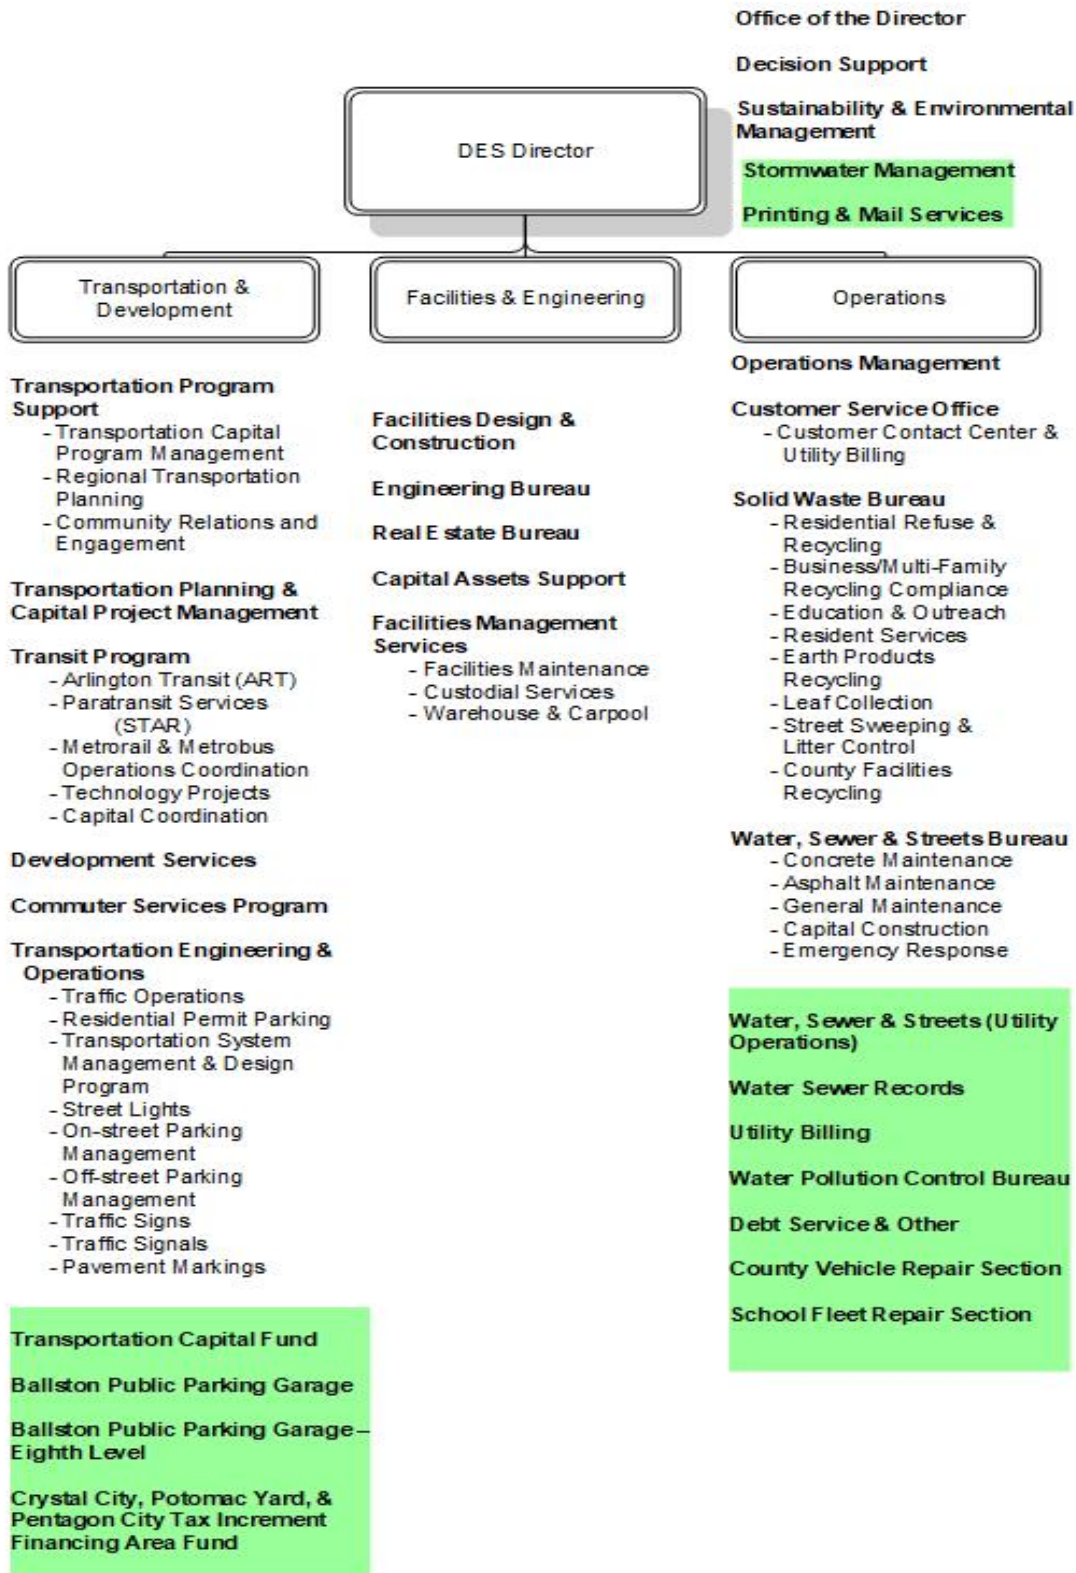 Office of the Director
Decision Support
Sustainability & Environmental
Management
Stormwater Management
Printing & Mail Services
DES Director
Transportation &
Development
Facilities & Engineering
Operations
Transportation Program
Support
- Transportation Capital
Program Management
- Regional Transportation
Planning
- Community Relations and
Engagement
Transportation Planning &
Capital Project Management
Transit Program
- Arlington Transit (ART)
- Paratransit Services
(STAR)
- Metrorail & Metrobus
Operations Coordination
- Technology Projects
- Capital Coordination
Development Services
Commuter Services Program
Transportation Engineering &
Operations
- Traffic Operations
- Residential Permit Parking
- Transportation System
Management & Design
Program
- Street Lights
- On-street Parking
Management
- Off-street Parking
Management
- Traffic Signs
- Traffic Signals
- Pavement Markings
Transportation Capital Fund
Ballston Public Parking Garage
Ballston Public Parking Garage –
Eighth Level
Crystal City, Potomac Yard, &
Pentagon City Tax Increment
Financing Area Fund
Facilities Design &
Construction
Engineering Bureau
Real Estate Bureau
Capital Assets Support
Facilities Management
Services
- Facilities Maintenance
- Custodial Services
- Warehouse & Carpool
Operations Management
Customer Service Office
- Customer Contact Center &
Utility Billing
Solid Waste Bureau
- Residential Refuse &
Recycling
- Business/Multi-Family
Recycling Compliance
- Education & Outreach
- Resident Services
- Earth Products
Recycling
- Leaf Collection
- Street Sweeping &
Litter Control
- County Facilities
Recycling
Water, Sewer & Streets Bureau
- Concrete Maintenance
- Asphalt Maintenance
- General Maintenance
- Capital Construction
- Emergency Response
Water, Sewer & Streets (Utility
Operations)
Water Sewer Records
Utility Billing
Water Pollution Control Bureau
Debt Service & Other
County Vehicle Repair Section
School Fleet Repair Section